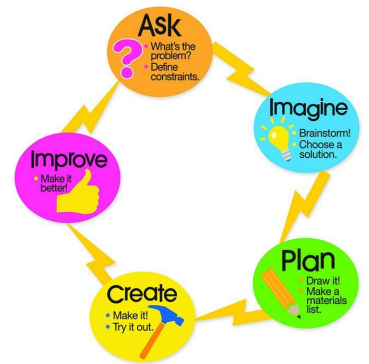 Ask
• What's the
problem?
• Define
constraints.
Imagine
• Brainstorm!
• Choose a
solution.
Plan
• Draw it!
• Make a
materials
list.
Create
• Make it!
• Try it out.
Improve
• Make it
better!